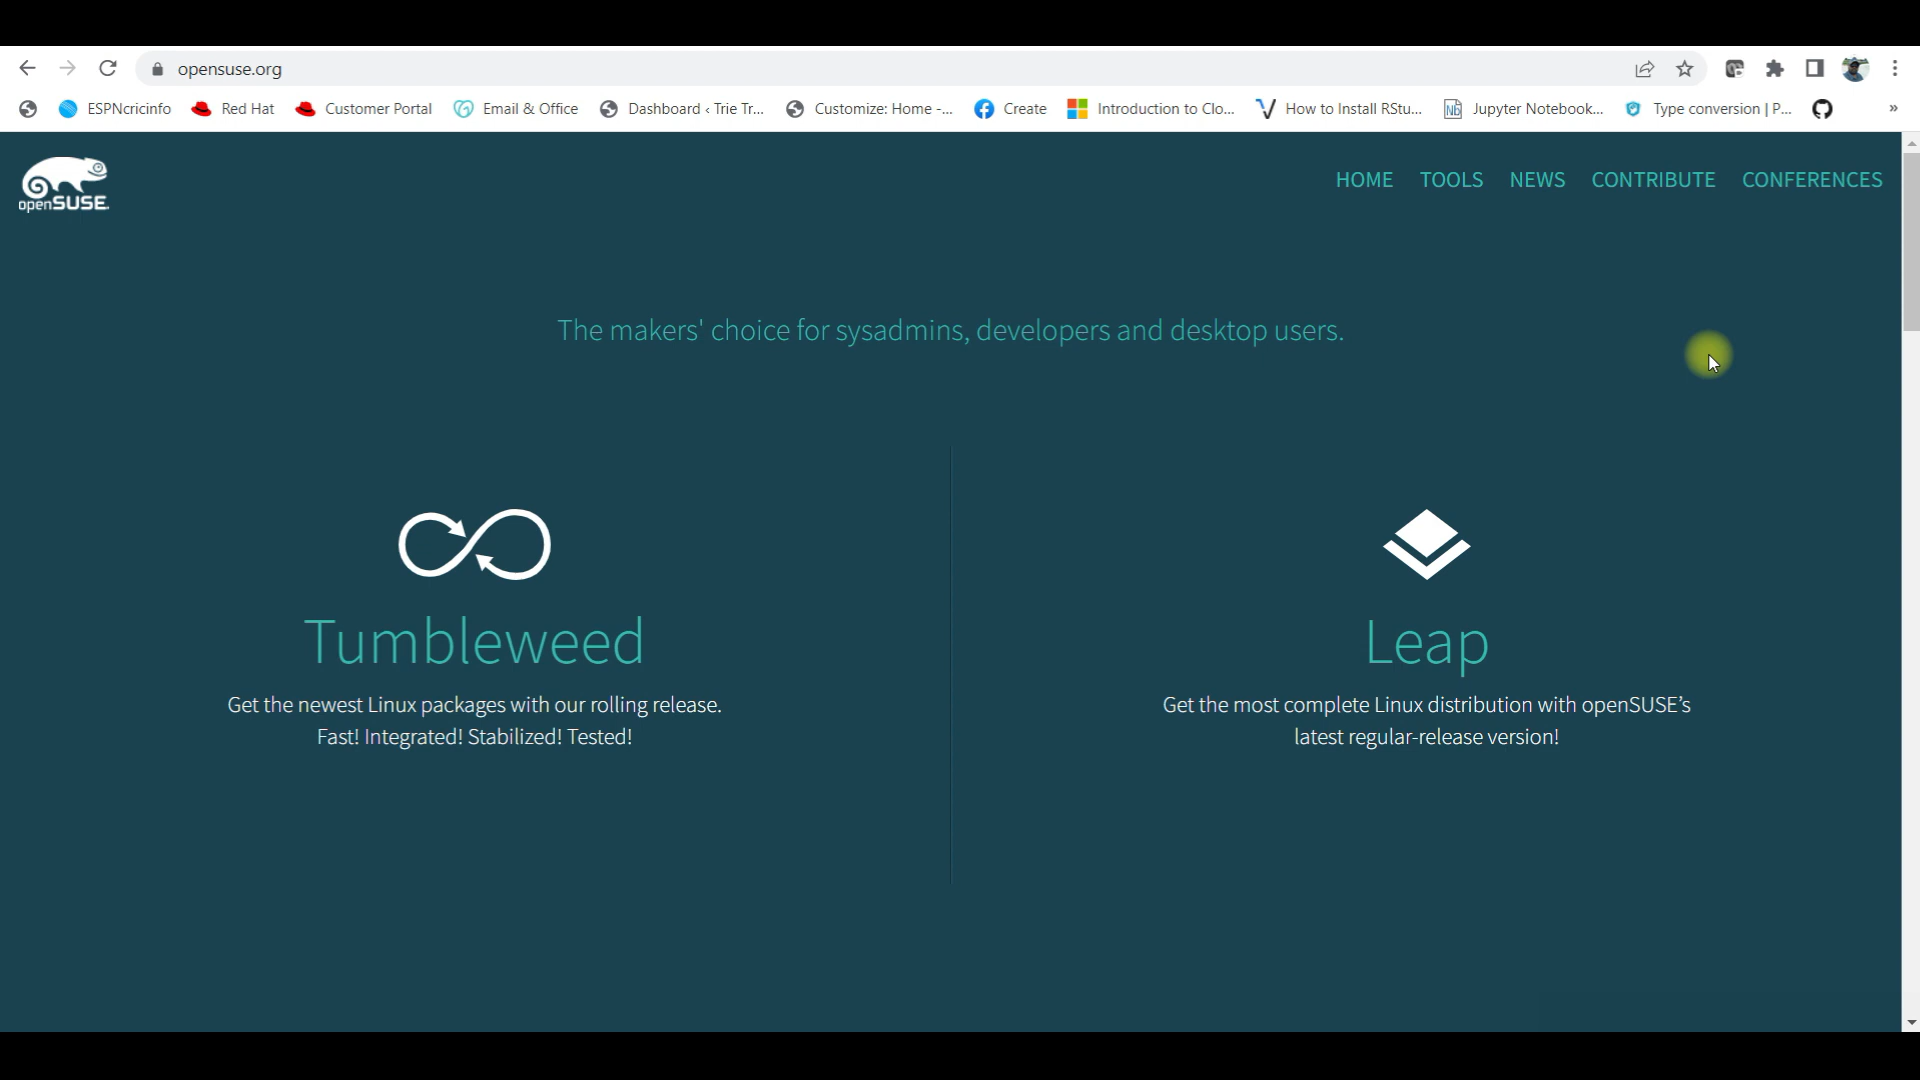 opensuse.org
ESPNcricinfo Red Hat Customer Portal Email & Office Dashboard ‹ Trie Tr... Customize: Home -... Create Introduction to Clo... How to Install RStu... Nb Jupyter Notebook... Type conversion | P... »
openSUSE.
HOME TOOLS NEWS CONTRIBUTE CONFERENCES
The makers' choice for sysadmins, developers and desktop users.
Tumbleweed
Get the newest Linux packages with our rolling release.
Fast! Integrated! Stabilized! Tested!
Leap
Get the most complete Linux distribution with openSUSE’s
latest regular-release version!